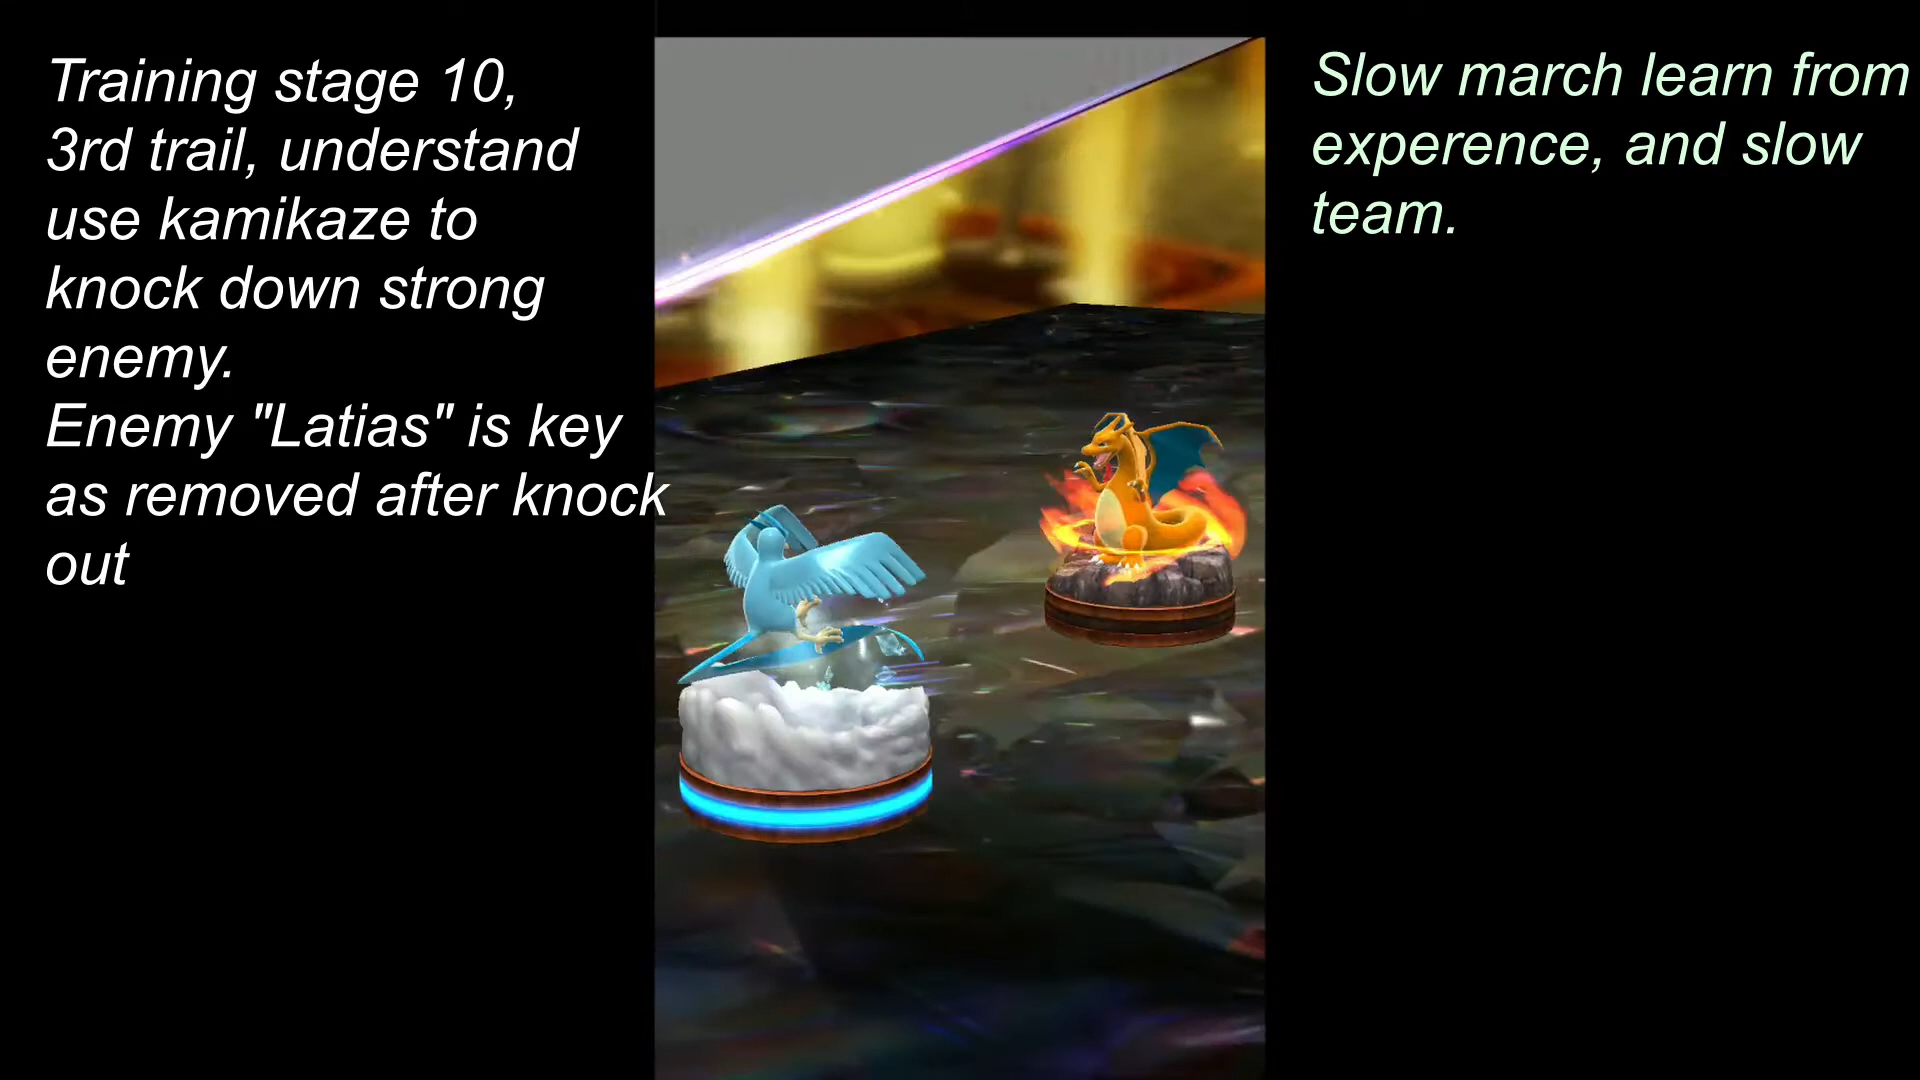 Training stage 10,
3rd trail, understand
use kamikaze to
knock down strong
enemy.
Enemy "Latias" is key
as removed after knock
out
Slow march learn from
experence, and slow
team.